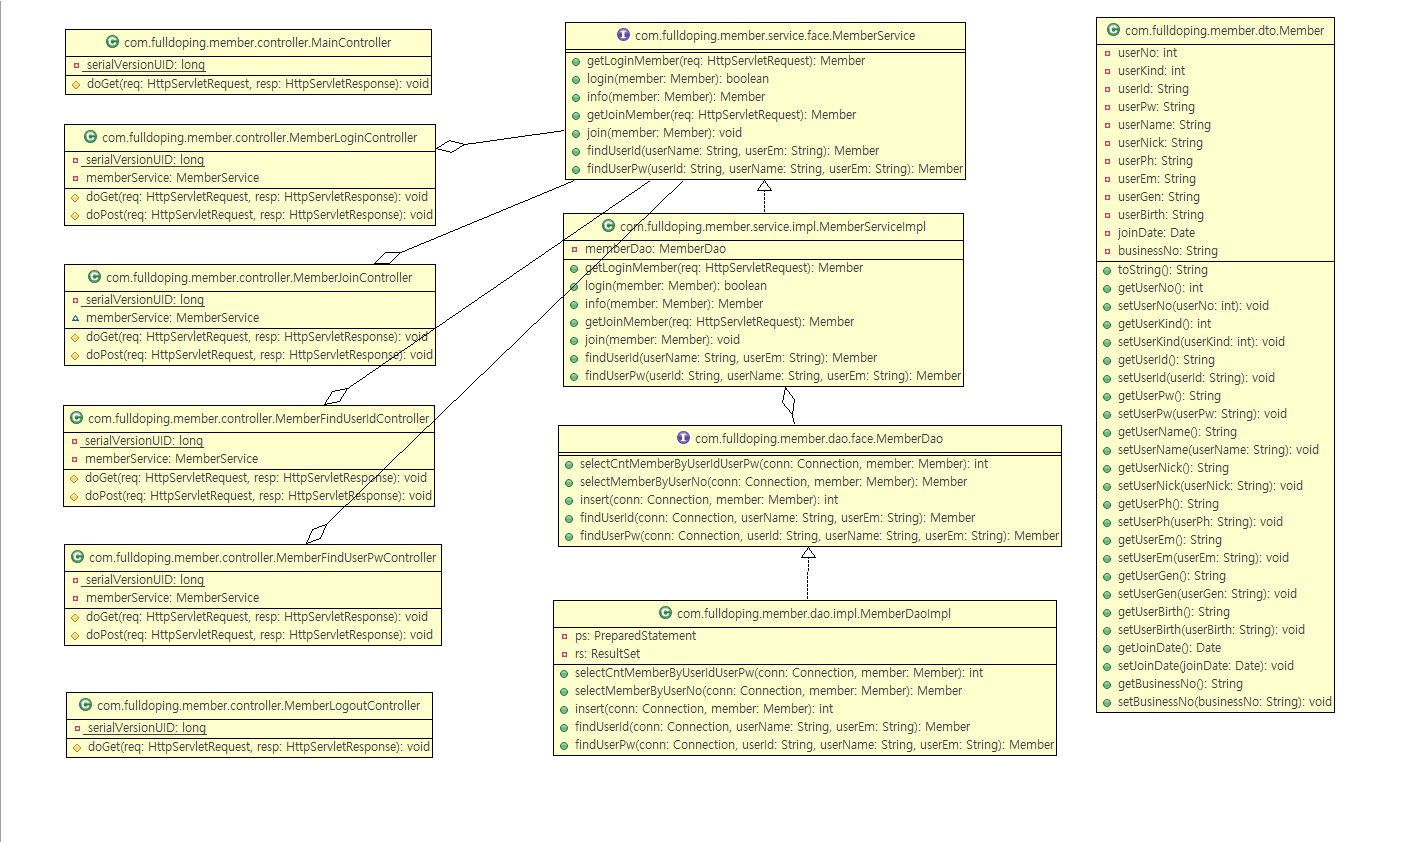 com.fulldoping.member.controller.MainController
serialVersionUID: long
doGet(req: HttpServletRequest, resp: HttpServletResponse): void
com.fulldoping.member.controller.MemberLoginController
serialVersionUID: long
memberService: MemberService
doGet(req: HttpServletRequest, resp: HttpServletResponse): void
doPost(req: HttpServletRequest, resp: HttpServletResponse): void
com.fulldoping.member.controller.MemberJoinController
serialVersionUID: long
memberService: MemberService
doGet(req: HttpServletRequest, resp: HttpServletResponse): void
doPost(req: HttpServletRequest, resp: HttpServletResponse): void
com.fulldoping.member.controller.MemberFindUserIdController
serialVersionUID: long
memberService: MemberService
doGet(req: HttpServletRequest, resp: HttpServletResponse): void
doPost(req: HttpServletRequest, resp: HttpServletResponse): void
com.fulldoping.member.controller.MemberFindUserPwController
serialVersionUID: long
memberService: MemberService
doGet(req: HttpServletRequest, resp: HttpServletResponse): void
doPost(req: HttpServletRequest, resp: HttpServletResponse): void
com.fulldoping.member.controller.MemberLogoutController
serialVersionUID: long
doGet(req: HttpServletRequest, resp: HttpServletResponse): void
com.fulldoping.member.service.face.MemberService
getLoginMember(req: HttpServletRequest): Member
login(member: Member): boolean
info(member: Member): Member
getJoinMember(req: HttpServletRequest): Member
join(member: Member): void
findUserId(userName: String, userEm: String): Member
findUserPw(userId: String, userName: String, userEm: String): Member
com.fulldoping.member.service.impl.MemberServiceImpl
memberDao: MemberDao
getLoginMember(req: HttpServletRequest): Member
login(member: Member): boolean
info(member: Member): Member
getJoinMember(req: HttpServletRequest): Member
join(member: Member): void
findUserId(userName: String, userEm: String): Member
findUserPw(userId: String, userName: String, userEm: String): Member
com.fulldoping.member.dao.face.MemberDao
selectCntMemberByUserIdUserPw(conn: Connection, member: Member): int
selectMemberByUserNo(conn: Connection, member: Member): Member
insert(conn: Connection, member: Member): int
findUserId(conn: Connection, userName: String, userEm: String): Member
findUserPw(conn: Connection, userId: String, userName: String, userEm: String): Member
com.fulldoping.member.dao.impl.MemberDaoImpl
ps: PreparedStatement
rs: ResultSet
selectCntMemberByUserIdUserPw(conn: Connection, member: Member): int
selectMemberByUserNo(conn: Connection, member: Member): Member
insert(conn: Connection, member: Member): int
findUserId(conn: Connection, userName: String, userEm: String): Member
findUserPw(conn: Connection, userId: String, userName: String, userEm: String): Member
com.fulldoping.member.dto.Member
userNo: int
userKind: int
userId: String
userPw: String
userName: String
userNick: String
userPh: String
userEm: String
userGen: String
userBirth: String
joinDate: Date
businessNo: String
toString(): String
getUserNo(): int
setUserNo(userNo: int): void
getUserKind(): int
setUserKind(userKind: int): void
getUserId(): String
setUserId(userId: String): void
getUserPw(): String
setUserPw(userPw: String): void
getUserName(): String
setUserName(userName: String): void
getUserNick(): String
setUserNick(userNick: String): void
getUserPh(): String
setUserPh(userPh: String): void
getUserEm(): String
setUserEm(userEm: String): void
getUserGen(): String
setUserGen(userGen: String): void
getUserBirth(): String
setUserBirth(userBirth: String): void
getJoinDate(): Date
setJoinDate(joinDate: Date): void
getBusinessNo(): String
setBusinessNo(businessNo: String): void